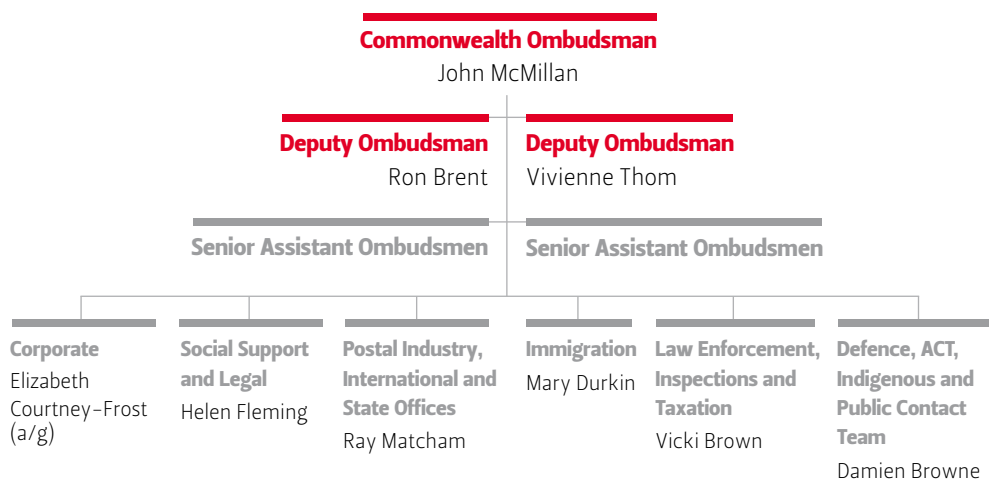 Commonwealth Ombudsman
John McMillan
Deputy Ombudsman
Ron Brent
Deputy Ombudsman
Vivienne Thom
Senior Assistant Ombudsmen
Senior Assistant Ombudsmen
Corporate
Elizabeth
Courtney-Frost
(a/g)
Social Support
and Legal
Helen Fleming
Postal Industry,
International and
State Offices
Ray Matcham
Immigration
Mary Durkin
Law Enforcement,
Inspections and
Taxation
Vicki Brown
Defence, ACT,
Indigenous and
Public Contact
Team
Damien Browne